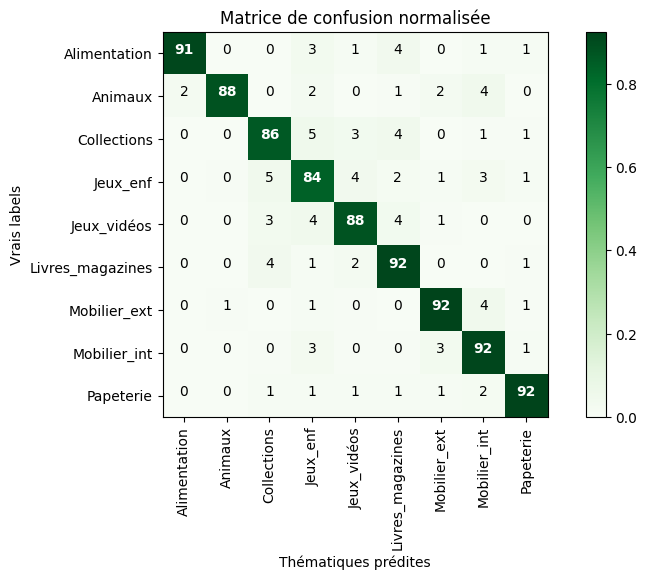 Matrice de confusion normalisée
Alimentation 91 0 0 3 1 4 0 1 1
Animaux 2 88 0 2 0 1 2 4 0
Collections 0 0 86 5 3 4 0 1 1
Jeux_enf 0 0 5 84 4 2 1 3 1
Jeux_vidéos 0 0 3 4 88 4 1 0 0
Livres_magazines 0 0 4 1 2 92 0 0 1
Mobilier_ext 0 1 0 1 0 0 92 4 1
Mobilier_int 0 0 0 3 0 0 3 92 1
Papeterie 0 0 1 1 1 1 1 2 92
Vrais labels
Alimentation
Animaux
Collections
Jeux_enf
Jeux_vidéos
Livres_magazines
Mobilier_ext
Mobilier_int
Papeterie
Thématiques prédites
0.8
0.6
0.4
0.2
0.0